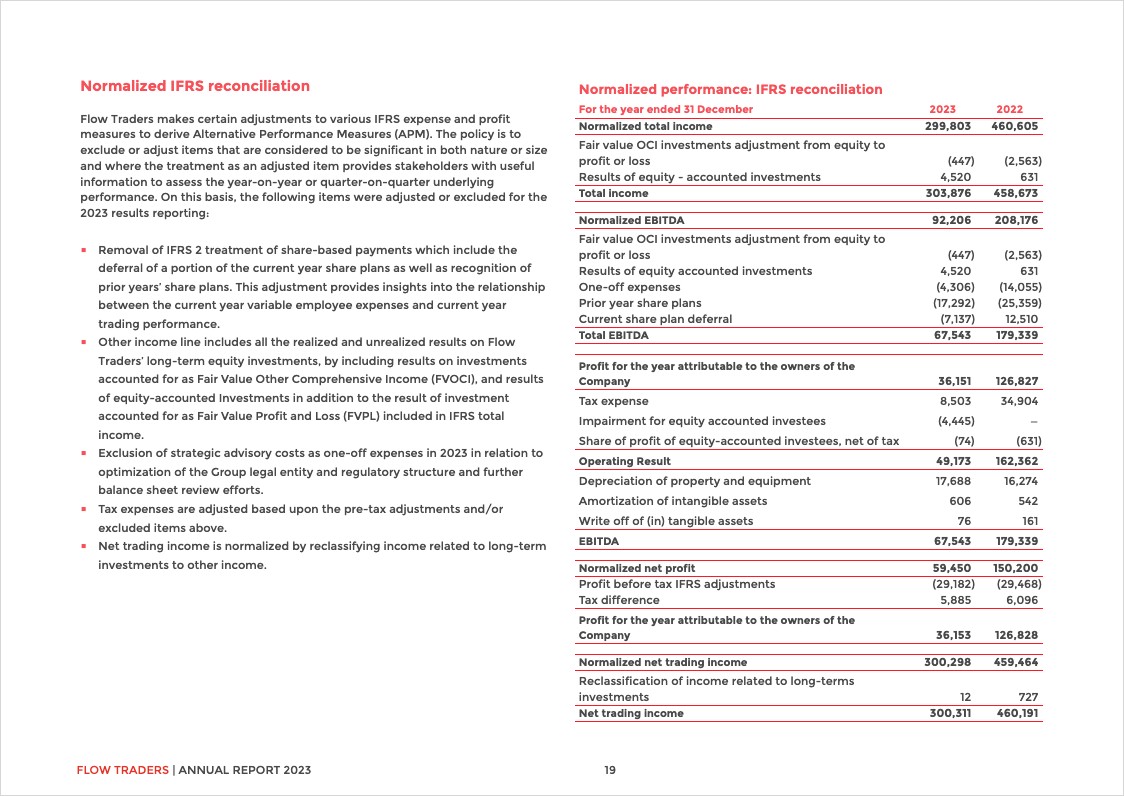 Normalized IFRS reconciliation
Flow Traders makes certain adjustments to various IFRS expense and profit
measures to derive Alternative Performance Measures (APM). The policy is to
exclude or adjust items that are considered to be significant in both nature or size
and where the treatment as an adjusted item provides stakeholders with useful
information to assess the year-on-year or quarter-on-quarter underlying
performance. On this basis, the following items were adjusted or excluded for the
2023 results reporting:
▪ Removal of IFRS 2 treatment of share-based payments which include the
deferral of a portion of the current year share plans as well as recognition of
prior years' share plans. This adjustment provides insights into the relationship
between the current year variable employee expenses and current year
trading performance.
▪ Other income line includes all the realized and unrealized results on Flow
Traders' long-term equity investments, by including results on investments
accounted for as Fair Value Other Comprehensive Income (FVOCI), and results
of equity-accounted Investments in addition to the result of investment
accounted for as Fair Value Profit and Loss (FVPL) included in IFRS total
income.
▪ Exclusion of strategic advisory costs as one-off expenses in 2023 in relation to
optimization of the Group legal entity and regulatory structure and further
balance sheet review efforts.
▪ Tax expenses are adjusted based upon the pre-tax adjustments and/or
excluded items above.
▪ Net trading income is normalized by reclassifying income related to long-term
investments to other income.
Normalized performance: IFRS reconciliation
For the year ended 31 December 2023 2022
Normalized total income 299,803 460,605
Fair value OCI investments adjustment from equity to
profit or loss (447) (2,563)
Results of equity - accounted investments 4,520 631
Total income 303,876 458,673
Normalized EBITDA 92,206 208,176
Fair value OCI investments adjustment from equity to
profit or loss (447) (2,563)
Results of equity accounted investments 4,520 631
One-off expenses (4,306) (14,055)
Prior year share plans (17,292) (25,359)
Current share plan deferral (7,137) 12,510
Total EBITDA 67,543 179,339
Profit for the year attributable to the owners of the
Company 36,151 126,827
Tax expense 8,503 34,904
Impairment for equity accounted investees (4,445) —
Share of profit of equity-accounted investees, net of tax (74) (631)
Operating Result 49,173 162,362
Depreciation of property and equipment 17,688 16,274
Amortization of intangible assets 606 542
Write off of (in) tangible assets 76 161
EBITDA 67,543 179,339
Normalized net profit 59,450 150,200
Profit before tax IFRS adjustments (29,182) (29,468)
Tax difference 5,885 6,096
Profit for the year attributable to the owners of the
Company 36,153 126,828
Normalized net trading income 300,298 459,464
Reclassification of income related to long-terms
investments 12 727
Net trading income 300,311 460,191
FLOW TRADERS | ANNUAL REPORT 2023 19